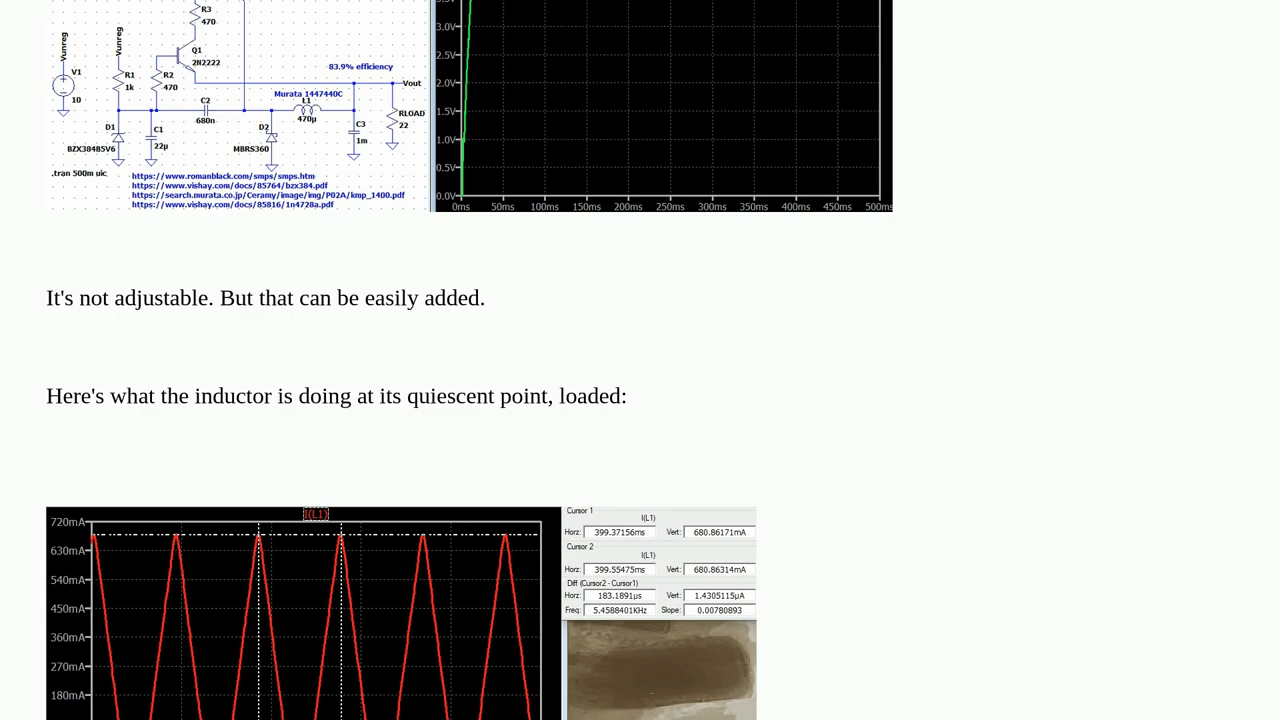 R3
470
3.5V
3.0V
2.5V
2.0V
1.5V
1.0V
0.5V
0.0V
0ms 50ms 100ms 150ms 200ms 250ms 300ms 350ms 400ms 450ms 500ms
Vunreg
Vunreg
Q1
2N2222
83.9% efficiency
V1
10
R1
1k
R2
470
Vout
Murata 1447440C
C2
680n
L1
470µ
RLOAD
22
D1
BZX384B5V6
C1
22µ
D2
MBRS360
C3
1m
.tran 500m uic
https://www.romanblack.com/smps/smps.htm
https://www.vishay.com/docs/85764/bzx384.pdf
https://search.murata.co.jp/Ceramy/image/img/P02A/kmp_1400.pdf
https://www.vishay.com/docs/85816/1n4728a.pdf
It's not adjustable. But that can be easily added.
Here's what the inductor is doing at its quiescent point, loaded:
I(L1)
720mA
630mA
540mA
450mA
360mA
270mA
180mA
Cursor 1
I(L1)
Horz: 399.37156ms Vert: 680.86171mA
Cursor 2
I(L1)
Horz: 399.55475ms Vert: 680.86314mA
Diff (Cursor2 - Cursor1)
Horz: 183.1891µs Vert: 1.4305115µA
Freq: 5.4588401KHz Slope: 0.00780893